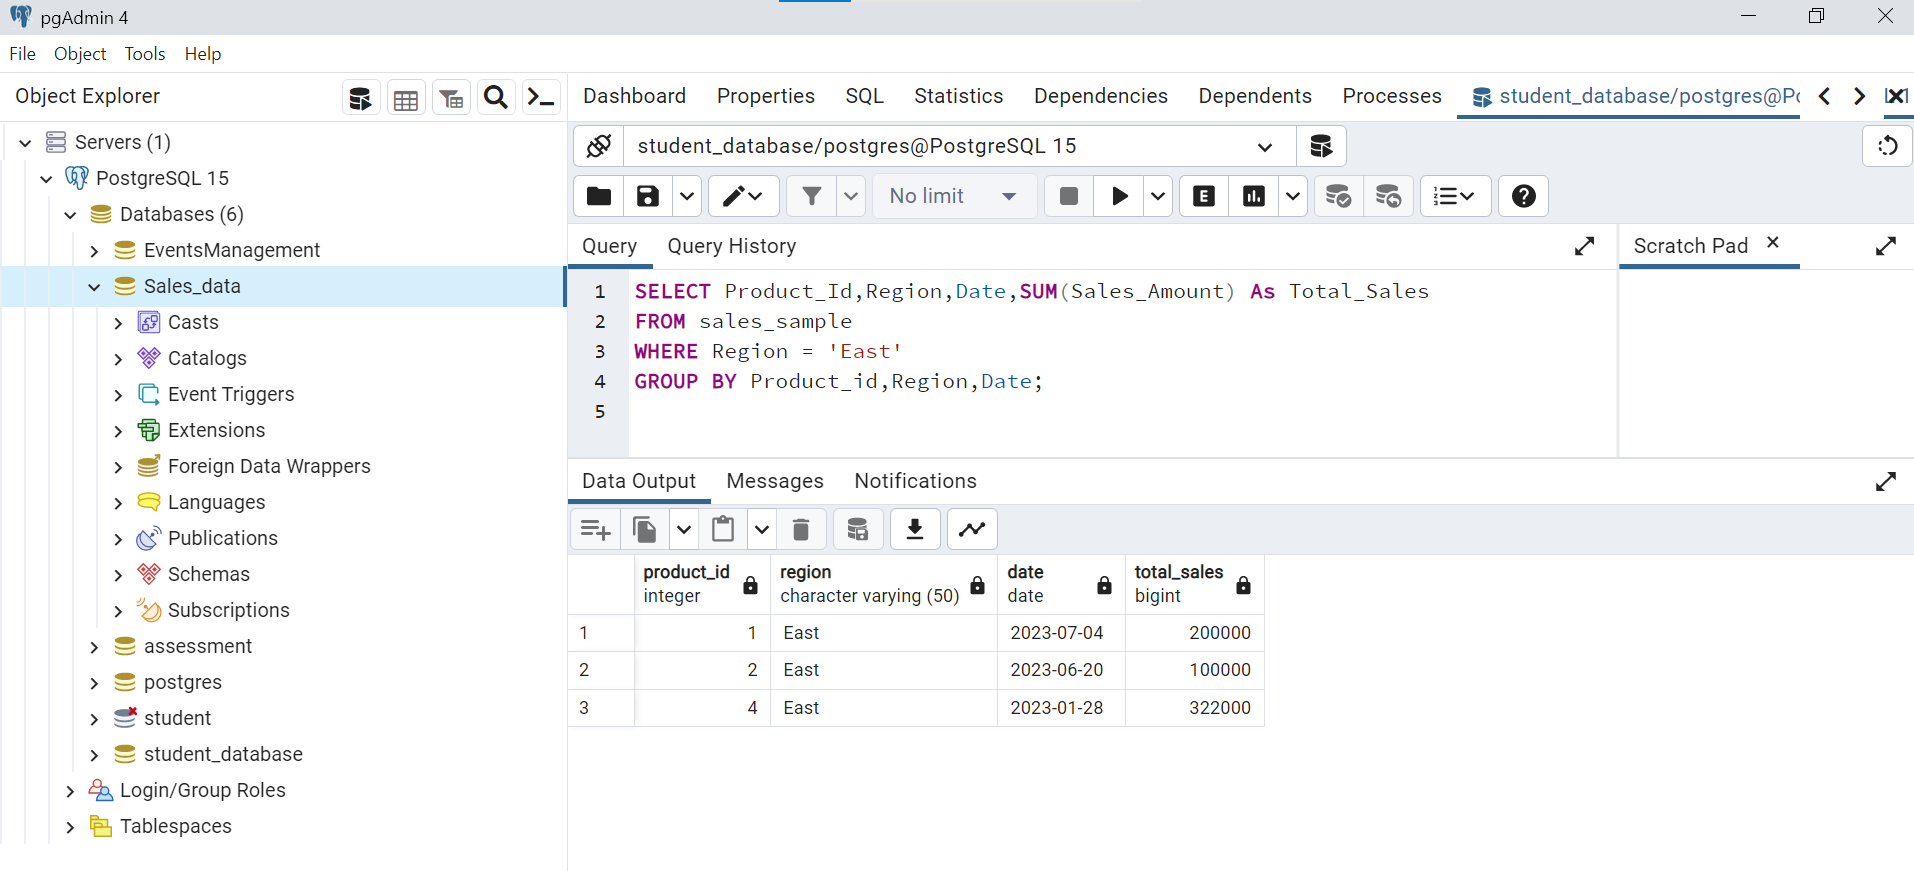 pgAdmin 4
File Object Tools Help
Object Explorer
Servers (1)
PostgreSQL 15
Databases (6)
EventsManagement
Sales_data
Casts
Catalogs
Event Triggers
Extensions
Foreign Data Wrappers
Languages
Publications
Schemas
Subscriptions
assessment
postgres
student
student_database
Login/Group Roles
Tablespaces
Dashboard Properties SQL Statistics Dependencies Dependents Processes student_database/postgres@P
student_database/postgres@PostgreSQL 15
No limit
E
Query Query History
Scratch Pad
1 SELECT Product_Id,Region,Date,SUM(Sales_Amount) As Total_Sales
2 FROM sales_sample
3 WHERE Region = 'East'
4 GROUP BY Product_id,Region,Date;
5
Data Output Messages Notifications
product_id region date total_sales
integer character varying (50) date bigint
1 1 East 2023-07-04 200000
2 2 East 2023-06-20 100000
3 4 East 2023-01-28 322000